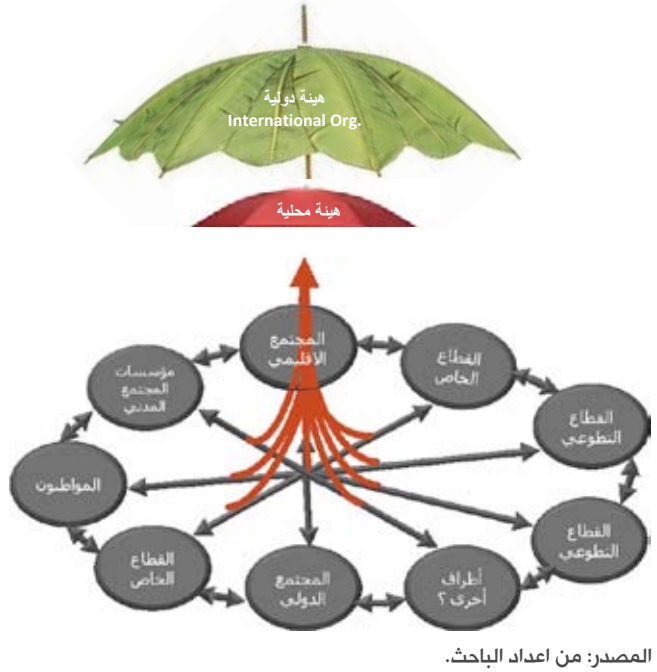 هيئة دولية
International Org.
هيئة محلية
المجتمع
الاقليمي
القطاع
الخاص
مؤسسات
المجتمع
المدني
القطاع
التطوعي
المواطنون
القطاع
التطوعي
القطاع
الخاص
المجتمع
الدولي
أطراف
أخرى ؟
المصدر: من اعداد الباحث.